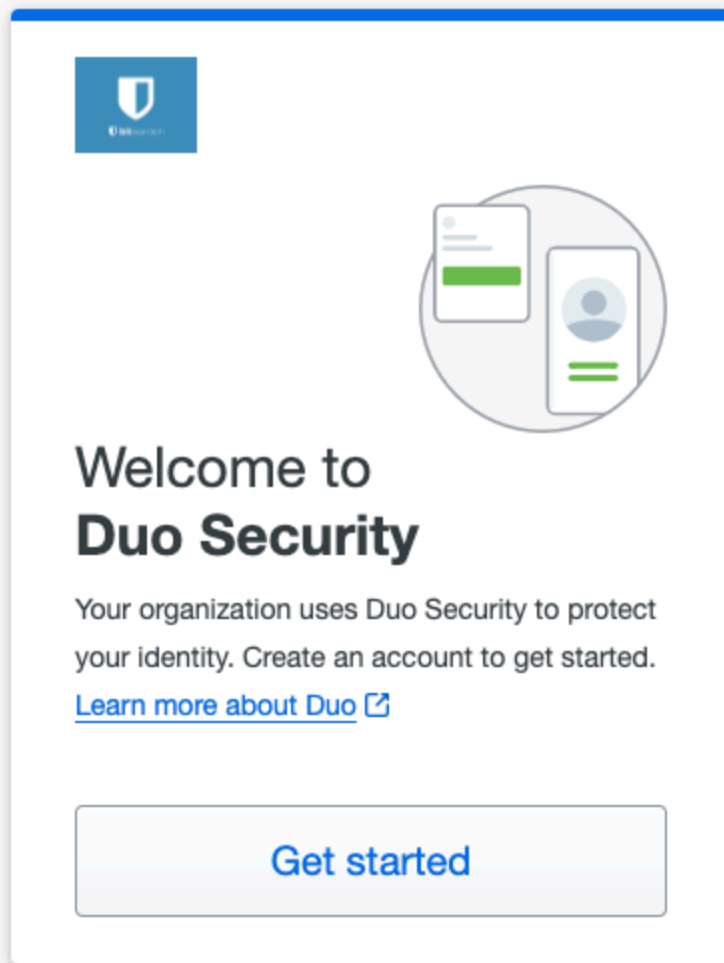 Welcome to
Duo Security
Your organization uses Duo Security to protect
your identity. Create an account to get started.
Learn more about Duo
Get started